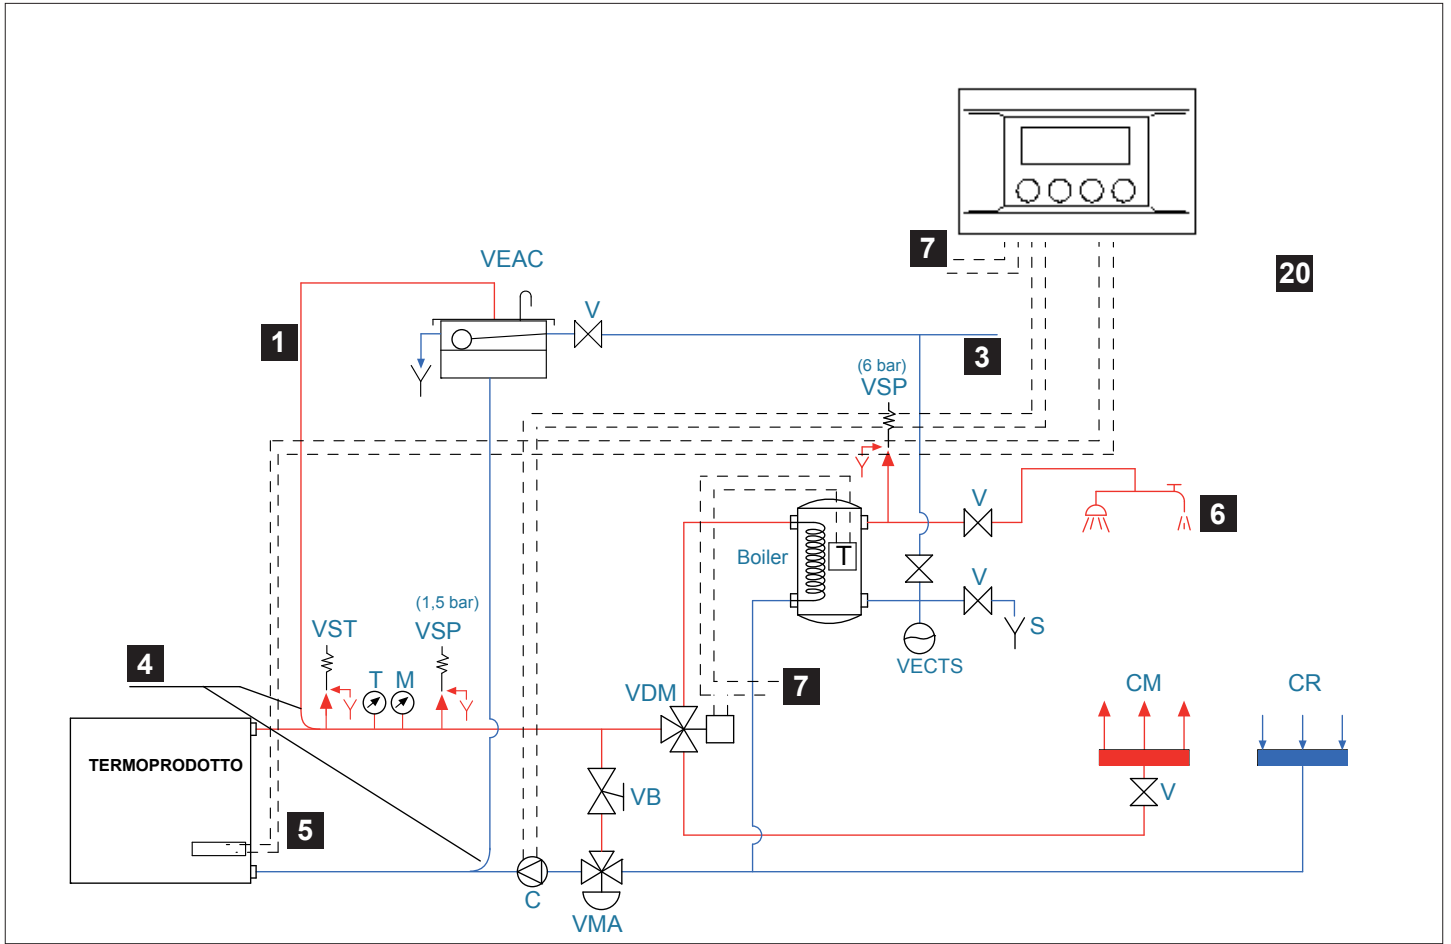 7
20
VEAC
V
1
3
(6 bar)
VSP
V
6
Boiler
T
V
(1,5 bar)
S
VST
VSP
4
VECTS
T M
7
VDM
CM
CR
TERMOPRODOTTO
VB
V
5
C
VMA